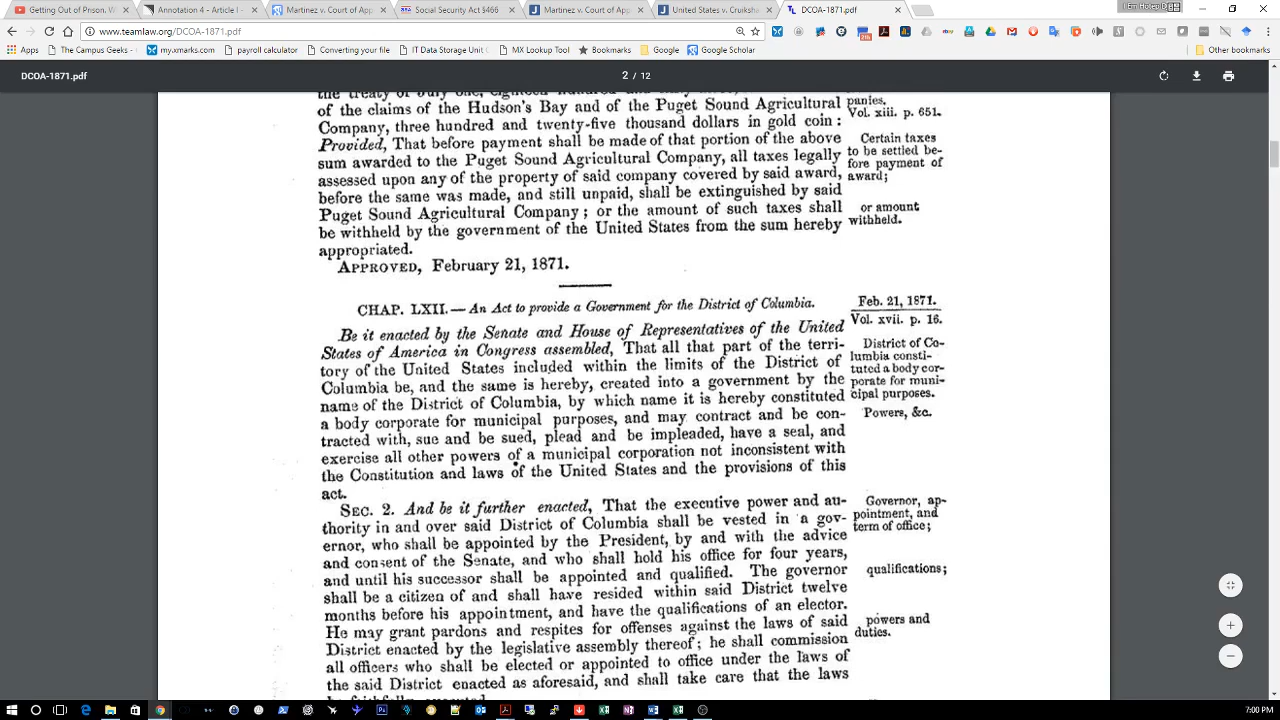 Getting Out of Prison. W
Annotation 4 - Article I -
Martinez v. Court of App
Social Security Act §466
Martinez v. Court of App
United States v. Cruiksha
DCOA-1871.pdf
www.teamlaw.org/DCOA-1871.pdf
Apps
The Campus Geeks - C
my.marks.com
payroll calculator
Converting your file
IT Data Storage Unit C
MX Lookup Tool
Bookmarks
Google
Google Scholar
Other bookmarks
DCOA-1871.pdf
2 / 12
of the claims of the Hudson's Bay and of the Puget Sound Agricultural
Company, three hundred and twenty-five thousand dollars in gold coin :
Provided, That before payment shall be made of that portion of the above
sum awarded to the Puget Sound Agricultural Company, all taxes legally
assessed upon any of the property of said company covered by said award,
before the same was made, and still unpaid, shall be extinguished by said
Puget Sound Agricultural Company ; or the amount of such taxes shall
be withheld by the government of the United States from the sum hereby
appropriated.
APPROVED, February 21, 1871.
panies.
Vol. xiii. p. 651.
Certain taxes
to be settled be-
fore payment of
award;
or amount
withheld.
CHAP. LXII. — An Act to provide a Government for the District of Columbia.
Be it enacted by the Senate and House of Representatives of the United
States of America in Congress assembled, That all that part of the terri-
tory of the United States included within the limits of the District of
Columbia be, and the same is hereby, created into a government by the
name of the District of Columbia, by which name it is hereby constituted
a body corporate for municipal purposes, and may contract and be con-
tracted with, sue and be sued, plead and be impleaded, have a seal, and
exercise all other powers of a municipal corporation not inconsistent with
the Constitution and laws of the United States and the provisions of this
act.
Feb. 21, 1871.
Vol. xvii. p. 16.
District of Co-
lumbia consti-
tuted a body cor-
porate for muni-
cipal purposes.
Powers, &c.
SEC. 2. And be it further enacted, That the executive power and au-
thority in and over said District of Columbia shall be vested in a gov-
ernor, who shall be appointed by the President, by and with the advice
and consent of the Senate, and who shall hold his office for four years,
and until his successor shall be appointed and qualified. The governor
shall be a citizen of and shall have resided within said District twelve
months before his appointment, and have the qualifications of an elector.
He may grant pardons and respites for offenses against the laws of said
District enacted by the legislative assembly thereof ; he shall commission
all officers who shall be elected or appointed to office under the laws of
the said District enacted as aforesaid, and shall take care that the laws
Governor, ap-
pointment, and
term of office;
qualifications;
powers and
duties.
7:00 PM